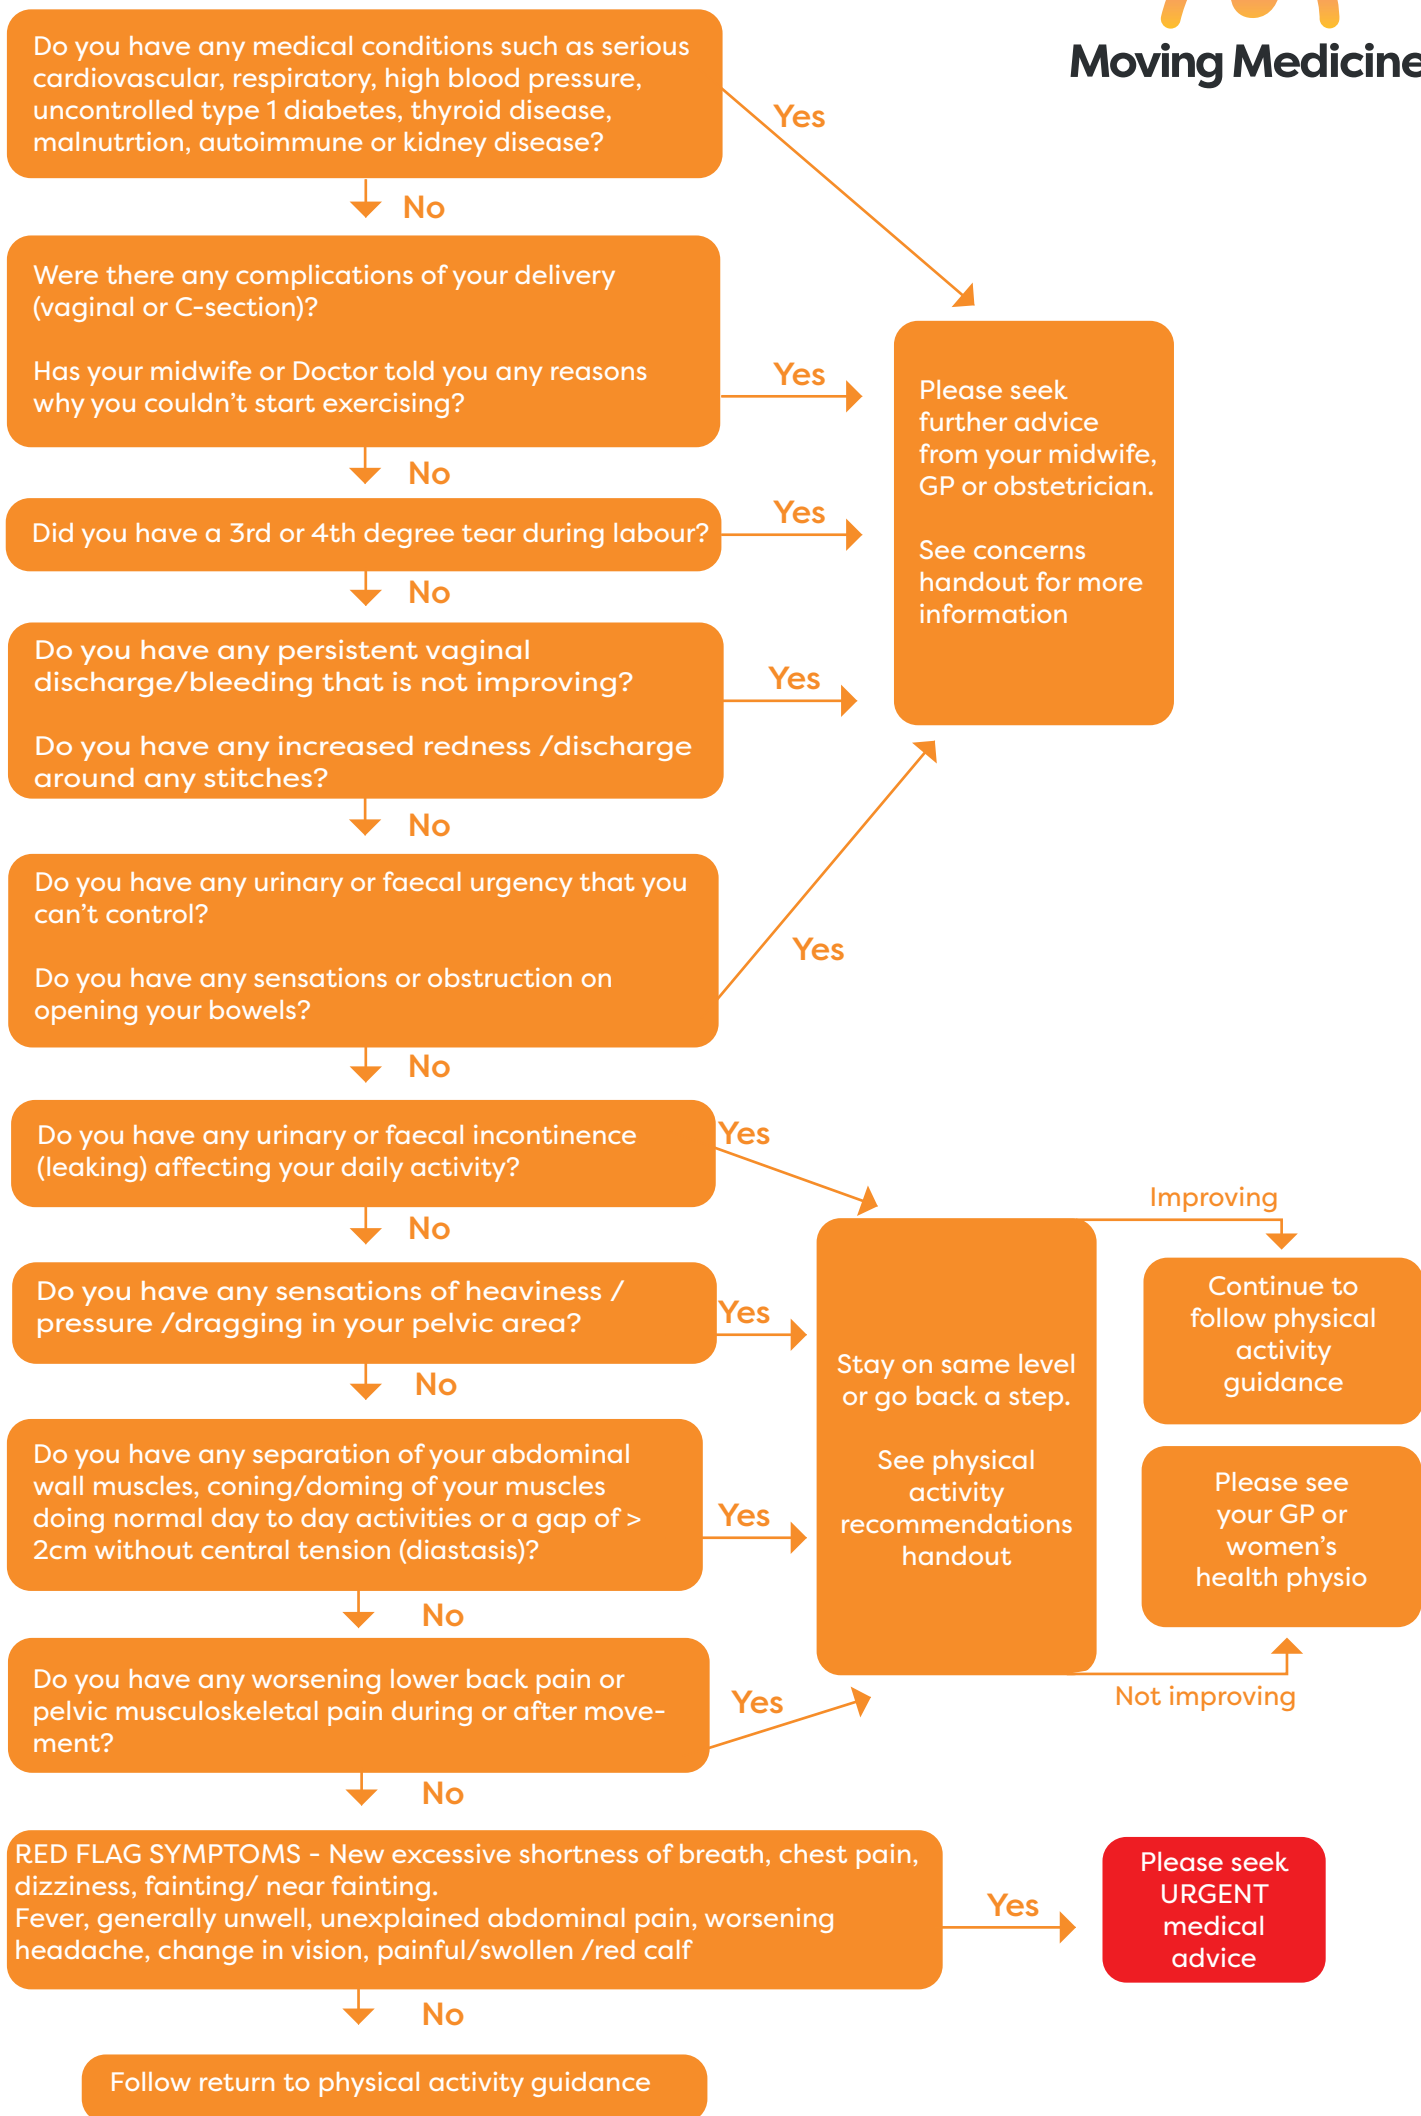 Moving Medicine
Do you have any medical conditions such as serious
cardiovascular, respiratory, high blood pressure,
uncontrolled type 1 diabetes, thyroid disease,
malnutrtion, autoimmune or kidney disease?
Yes
No
Were there any complications of your delivery
(vaginal or C-section)?
Has your midwife or Doctor told you any reasons
why you couldn't start exercising?
Yes
No
Please seek
further advice
from your midwife,
GP or obstetrician.
See concerns
handout for more
information
Did you have a 3rd or 4th degree tear during labour?
Yes
No
Do you have any persistent vaginal
discharge/bleeding that is not improving?
Do you have any increased redness /discharge
around any stitches?
Yes
No
Do you have any urinary or faecal urgency that you
can't control?
Do you have any sensations or obstruction on
opening your bowels?
Yes
No
Do you have any urinary or faecal incontinence
(leaking) affecting your daily activity?
Yes
No
Do you have any sensations of heaviness /
pressure /dragging in your pelvic area?
Yes
No
Stay on same level
or go back a step.
See physical
activity
recommendations
handout
Improving
Continue to
follow physical
activity
guidance
Please see
your GP or
women's
health physio
Not improving
Do you have any separation of your abdominal
wall muscles, coning/doming of your muscles
doing normal day to day activities or a gap of >
2cm without central tension (diastasis)?
Yes
No
Do you have any worsening lower back pain or
pelvic musculoskeletal pain during or after move-
ment?
Yes
No
RED FLAG SYMPTOMS - New excessive shortness of breath, chest pain,
dizziness, fainting/ near fainting.
Fever, generally unwell, unexplained abdominal pain, worsening
headache, change in vision, painful/swollen /red calf
Yes
Please seek
URGENT
medical
advice
No
Follow return to physical activity guidance